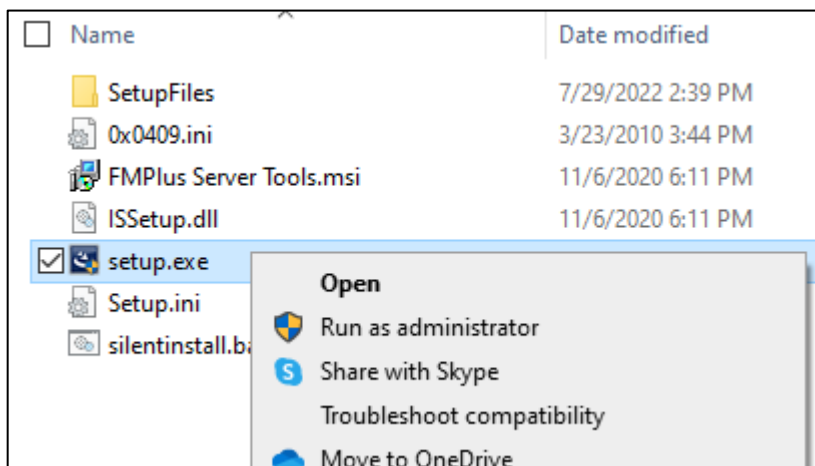 Name Date modified
SetupFiles 7/29/2022 2:39 PM
0x0409.ini 3/23/2010 3:44 PM
FMPlus Server Tools.msi 11/6/2020 6:11 PM
ISSetup.dll 11/6/2020 6:11 PM
setup.exe
Open
Setup.ini
Run as administrator
silentinstall.ba
Share with Skype
Troubleshoot compatibility
Move to OneDrive